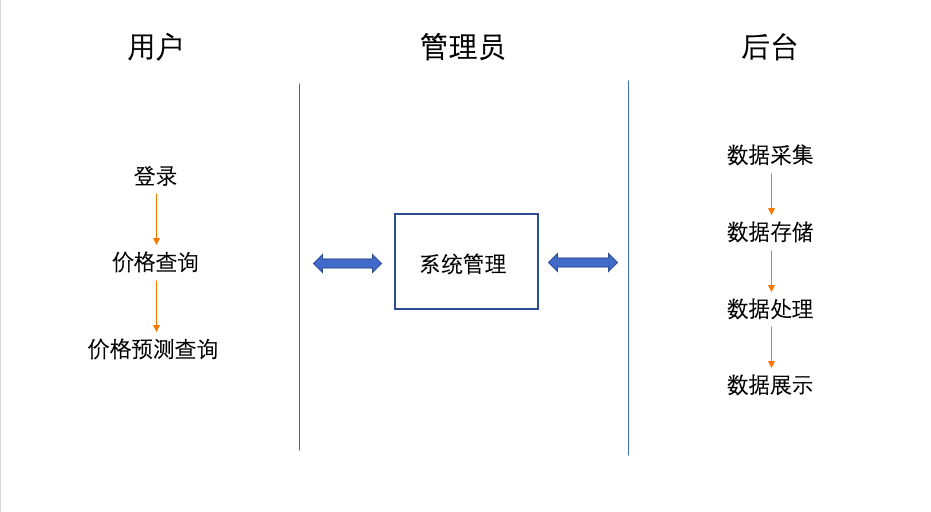 用户
管理员
后台
登录
价格查询
价格预测查询
系统管理
数据采集
数据存储
数据处理
数据展示